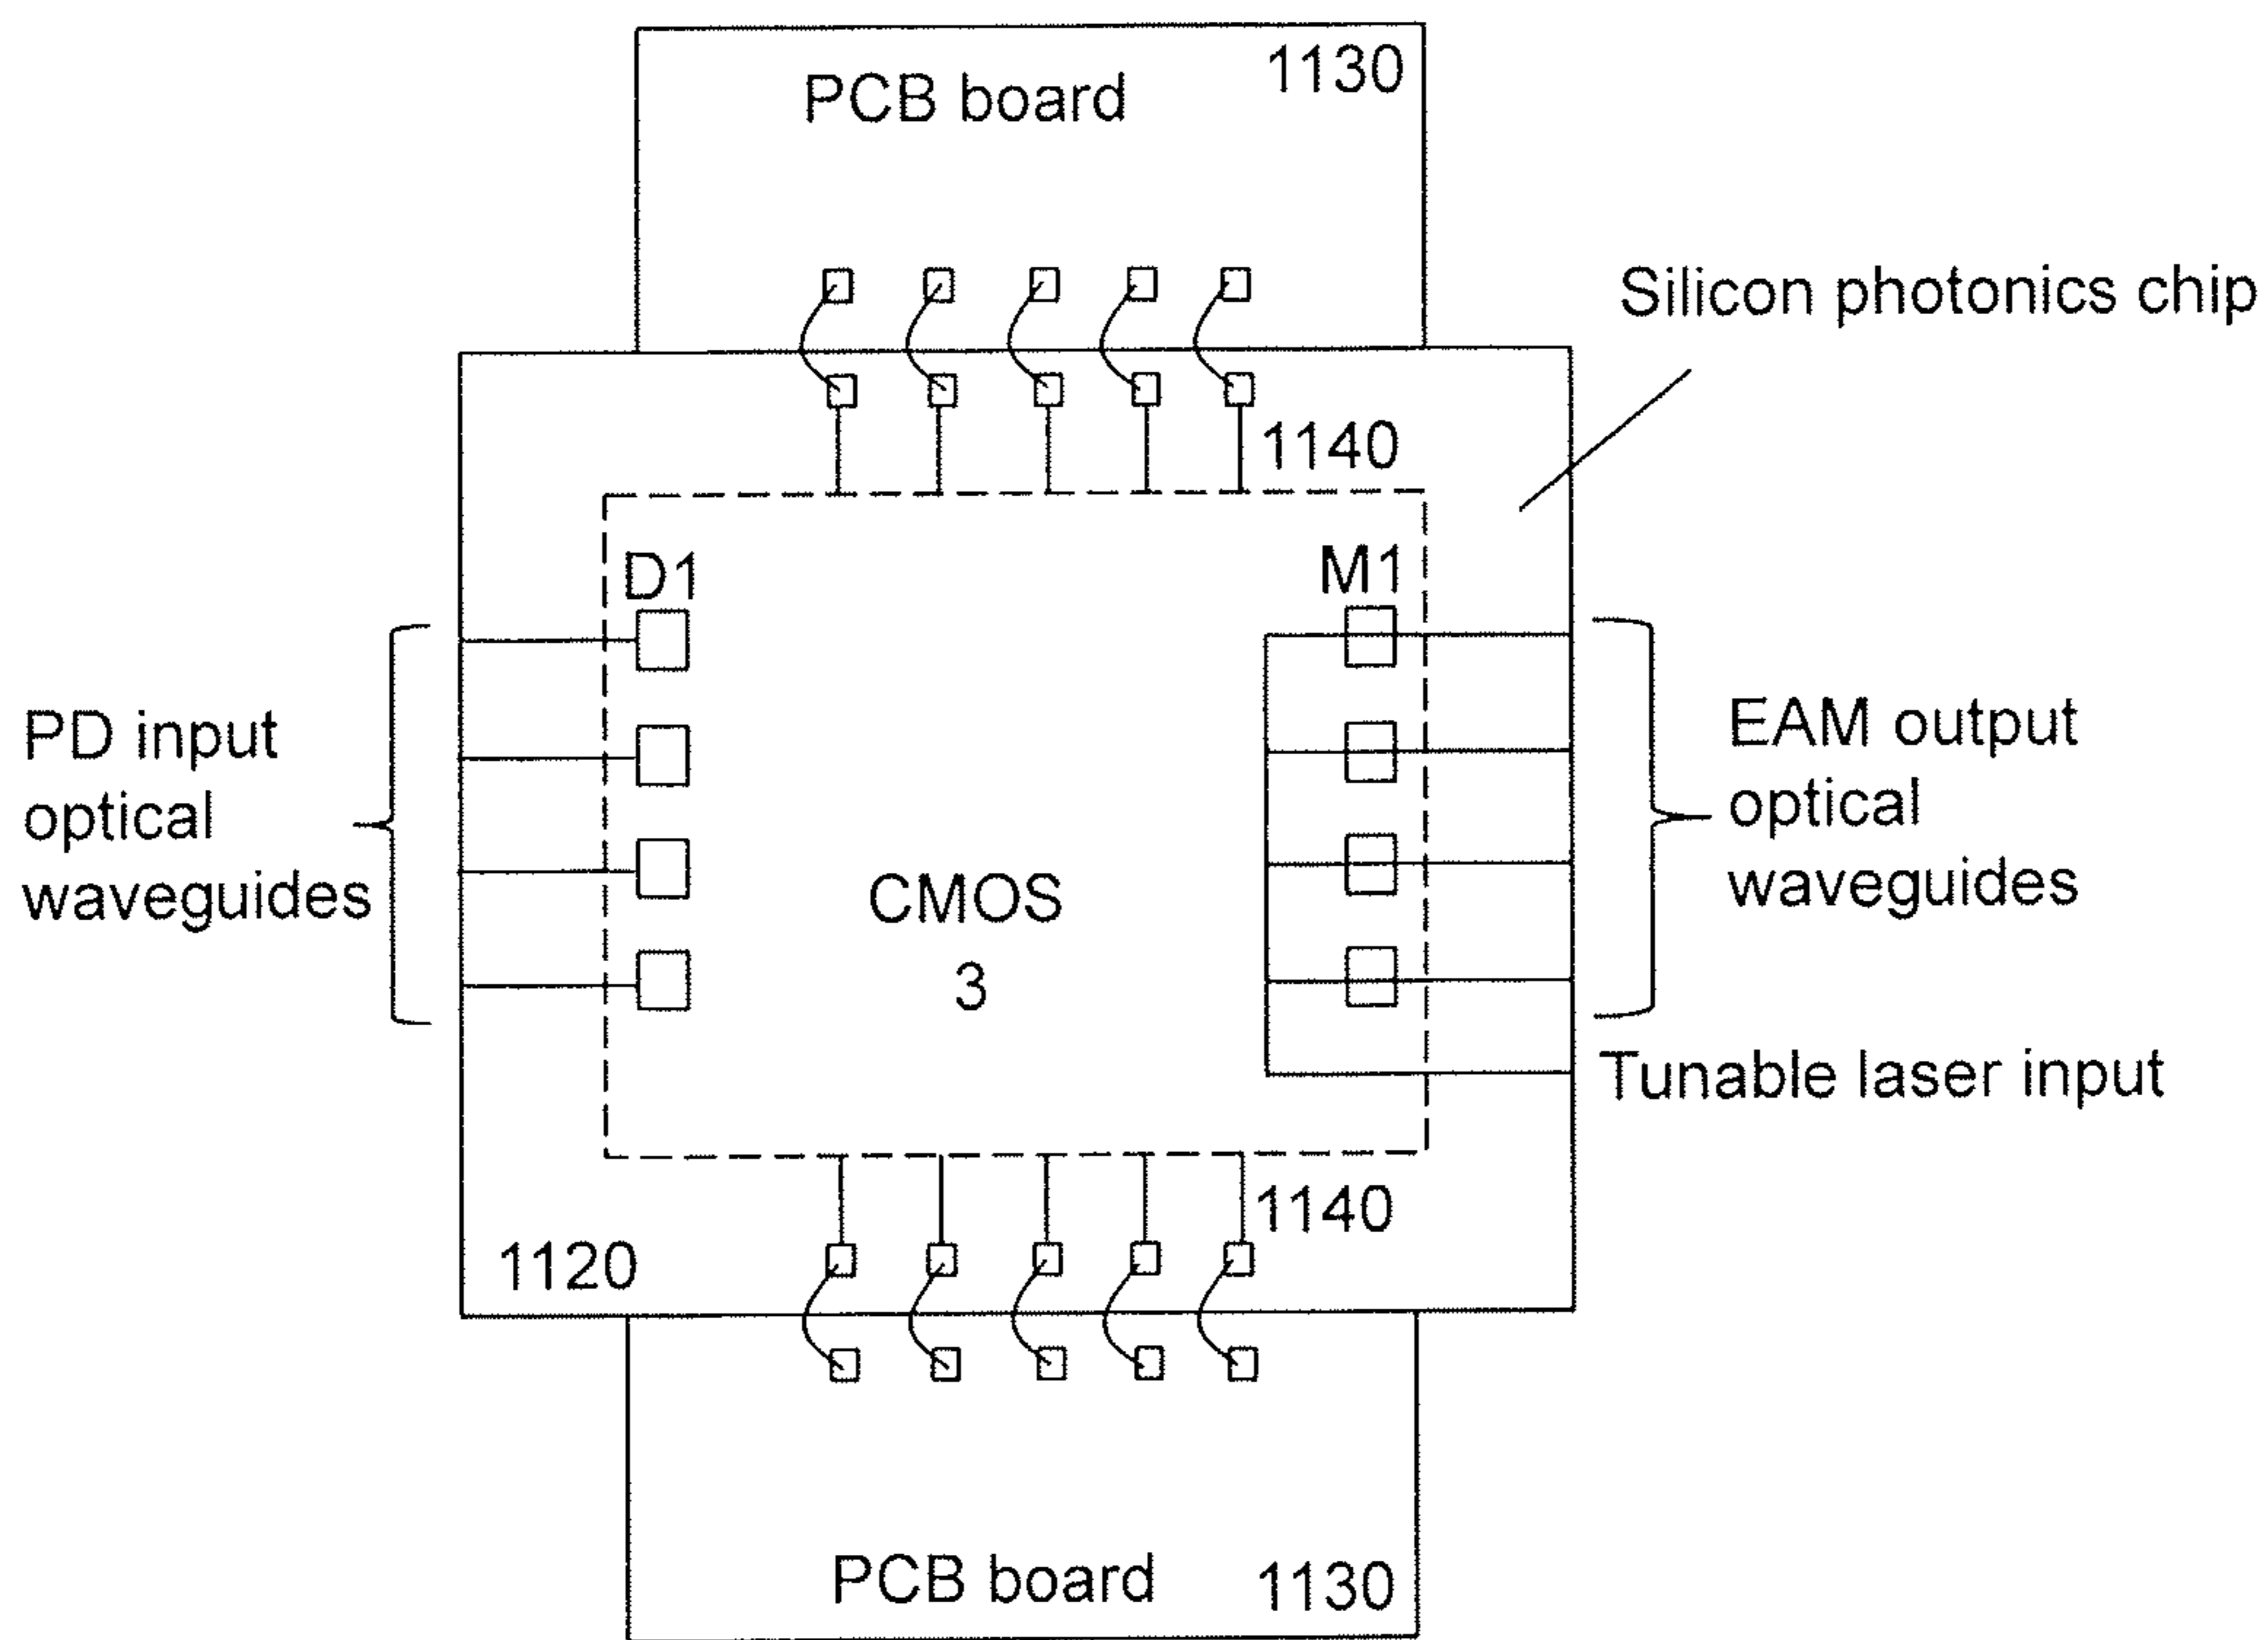 1130
PCB board
Silicon photonics chip
1140
D1
M1
PD input
optical
waveguides
EAM output
optical
waveguides
CMOS
3
Tunable laser input
1140
1120
PCB board
1130